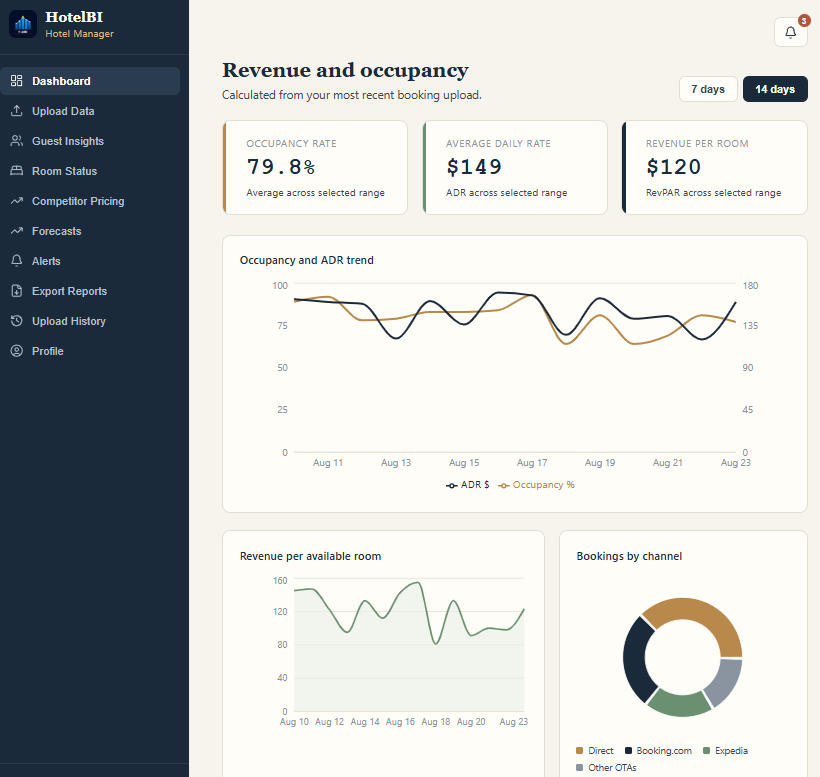 HotelBI
Hotel Manager
Dashboard
Upload Data
Guest Insights
Room Status
Competitor Pricing
Forecasts
Alerts
Export Reports
Upload History
Profile
3
Revenue and occupancy
Calculated from your most recent booking upload.
7 days 14 days
OCCUPANCY RATE
79.8%
Average across selected range
AVERAGE DAILY RATE
$149
ADR across selected range
REVENUE PER ROOM
$120
RevPAR across selected range
Occupancy and ADR trend
100 180
75 135
50 90
25 45
0 0
Aug 11 Aug 13 Aug 15 Aug 17 Aug 19 Aug 21 Aug 23
ADR $ Occupancy %
Revenue per available room
160
120
80
40
0
Aug 10 Aug 12 Aug 14 Aug 16 Aug 18 Aug 20 Aug 23
Bookings by channel
Direct Booking.com Expedia
Other OTAs